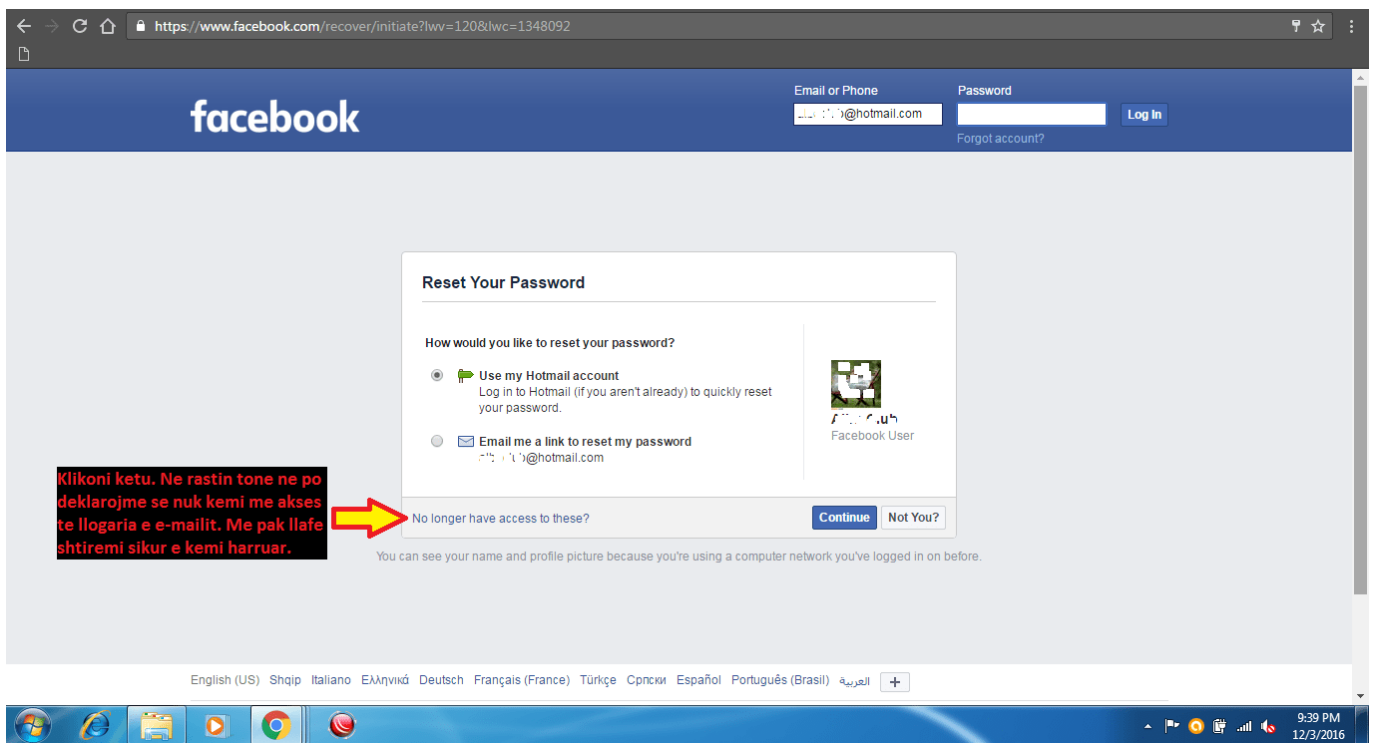 https://www.facebook.com/recover/initiate?lwv=120&lwc=1348092
facebook
Email or Phone
Password
@hotmail.com
Log In
Forgot account?
Reset Your Password
How would you like to reset your password?
Use my Hotmail account
Log in to Hotmail (if you aren't already) to quickly reset
your password.
Email me a link to reset my password
@hotmail.com
Facebook User
Klikoni ketu. Ne rastin tone ne po
deklarojme se nuk kemi me akses
te llogaria e e-mailit. Me pak llafe
shtiremi sikur e kemi harruar.
No longer have access to these?
Continue
Not You?
You can see your name and profile picture because you're using a computer network you've logged in on before.
English (US) Shqip Italiano Ελληνικά Deutsch Français (France) Türkçe Српски Español Português (Brasil) العربية +
9:39 PM
12/3/2016